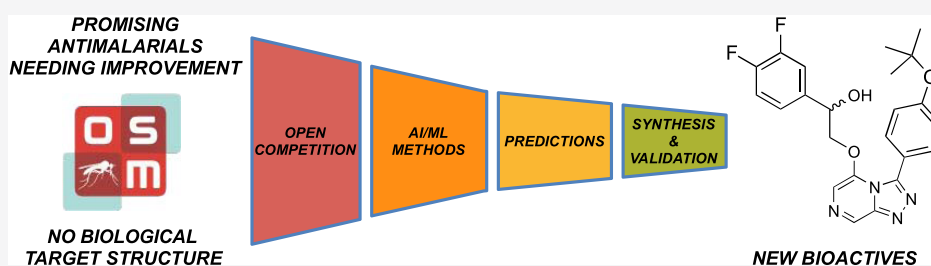 PROMISING
ANTIMALARIALS
NEEDING IMPROVEMENT
O S
M
NO BIOLOGICAL
TARGET STRUCTURE
OPEN
COMPETITION
AI/ML
METHODS
PREDICTIONS
SYNTHESIS
&
VALIDATION
F
F
OH
O
O
N
N
N
N
NEW BIOACTIVES